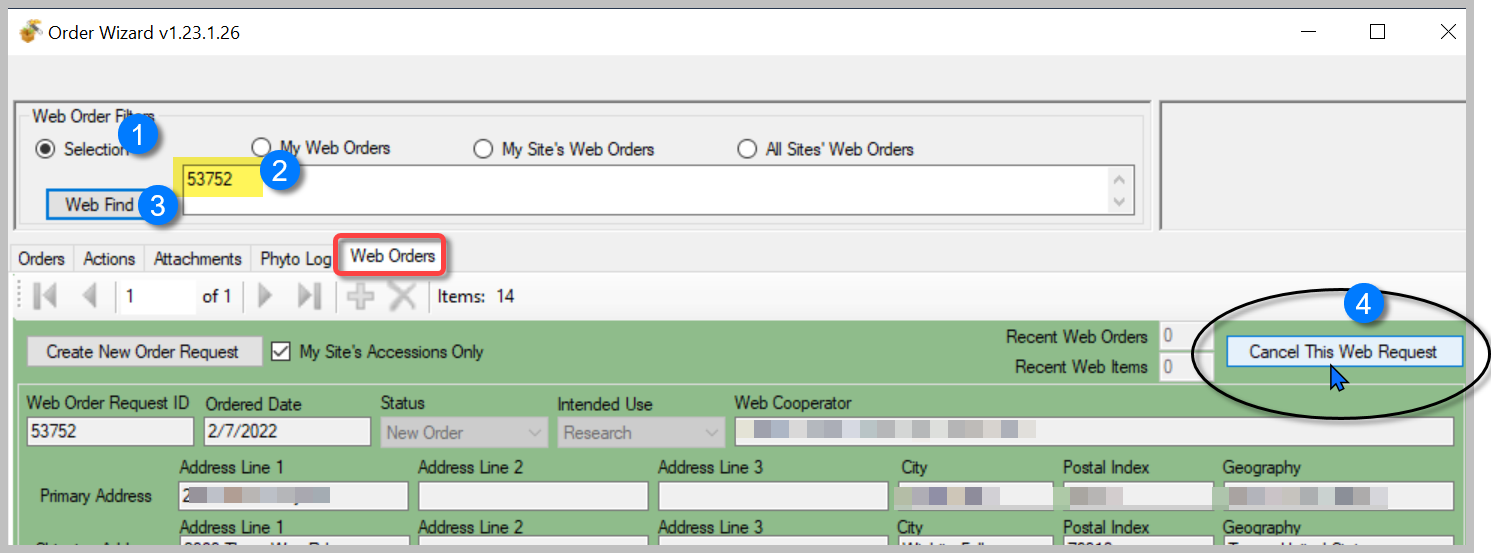 Order Wizard v1.23.1.26
Web Order Filters
1
Selection
My Web Orders
My Site's Web Orders
All Sites' Web Orders
2
53752
Web Find
3
Orders
Actions
Attachments
Phyto Log
Web Orders
1 of 1
Items: 14
4
Create New Order Request
My Site's Accessions Only
Recent Web Orders 0
Recent Web Items 0
Cancel This Web Request
Web Order Request ID
Ordered Date
Status
Intended Use
Web Cooperator
53752
2/7/2022
New Order
Research
Address Line 1
Address Line 2
Address Line 3
City
Postal Index
Geography
Primary Address
2
Address Line 1
Address Line 2
Address Line 3
City
Postal Index
Geography